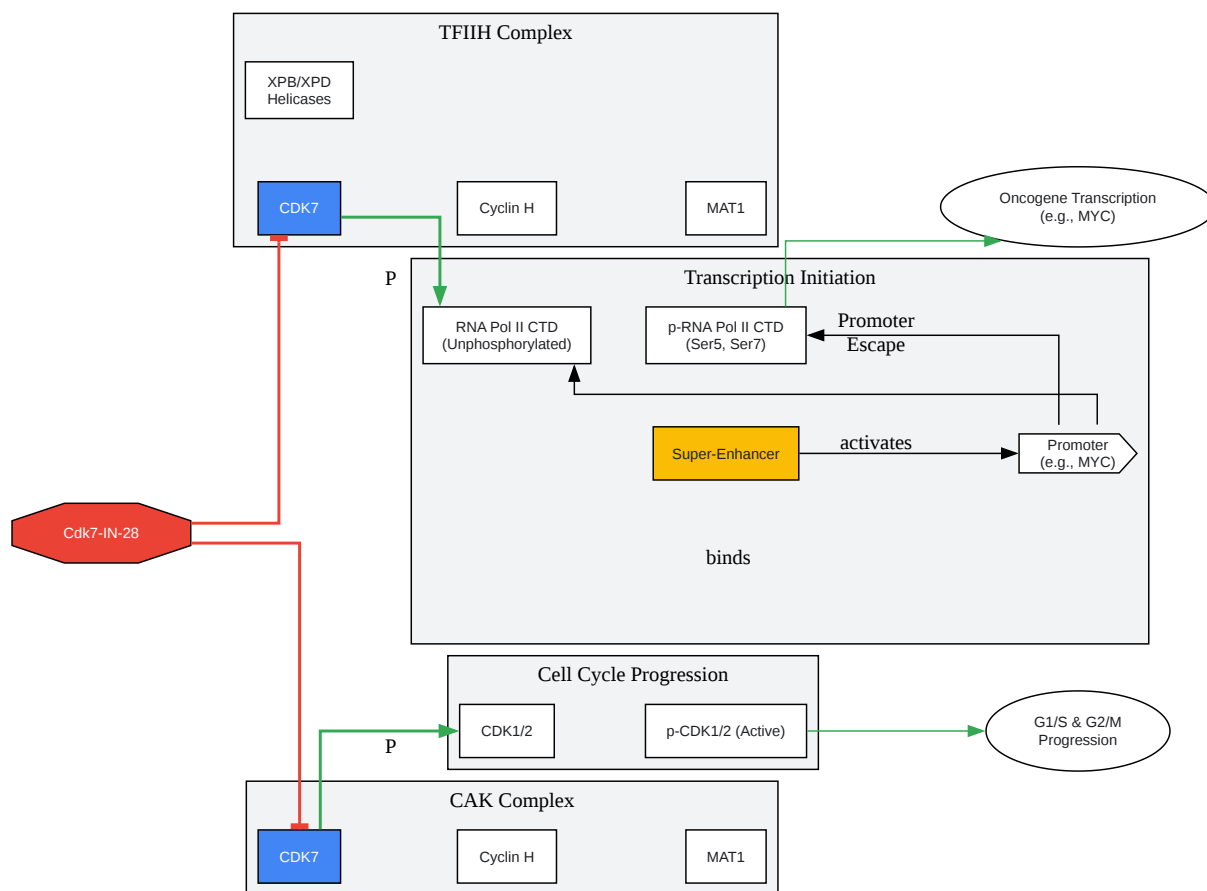 TFIIH Complex
XPB/XPD
Helicases
CDK7
Cyclin H
MAT1
Oncogene Transcription
(e.g., MYC)
P
Transcription Initiation
RNA Pol II CTD
(Unphosphorylated)
p-RNA Pol II CTD
(Ser5, Ser7)
Promoter
Escape
Super-Enhancer
activates
Promoter
(e.g., MYC)
Cdk7-IN-28
binds
Cell Cycle Progression
CDK1/2
p-CDK1/2 (Active)
G1/S & G2/M
Progression
P
CAK Complex
CDK7
Cyclin H
MAT1